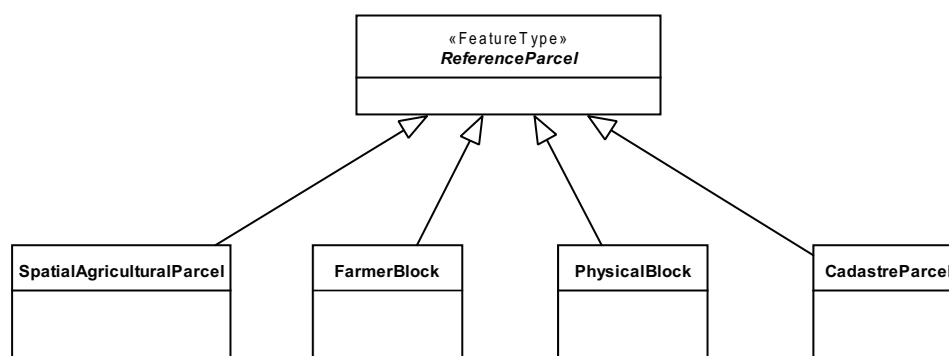 «FeatureType»
ReferenceParcel
SpatialAgriculturalParcel
FarmerBlock
PhysicalBlock
CadastreParcel